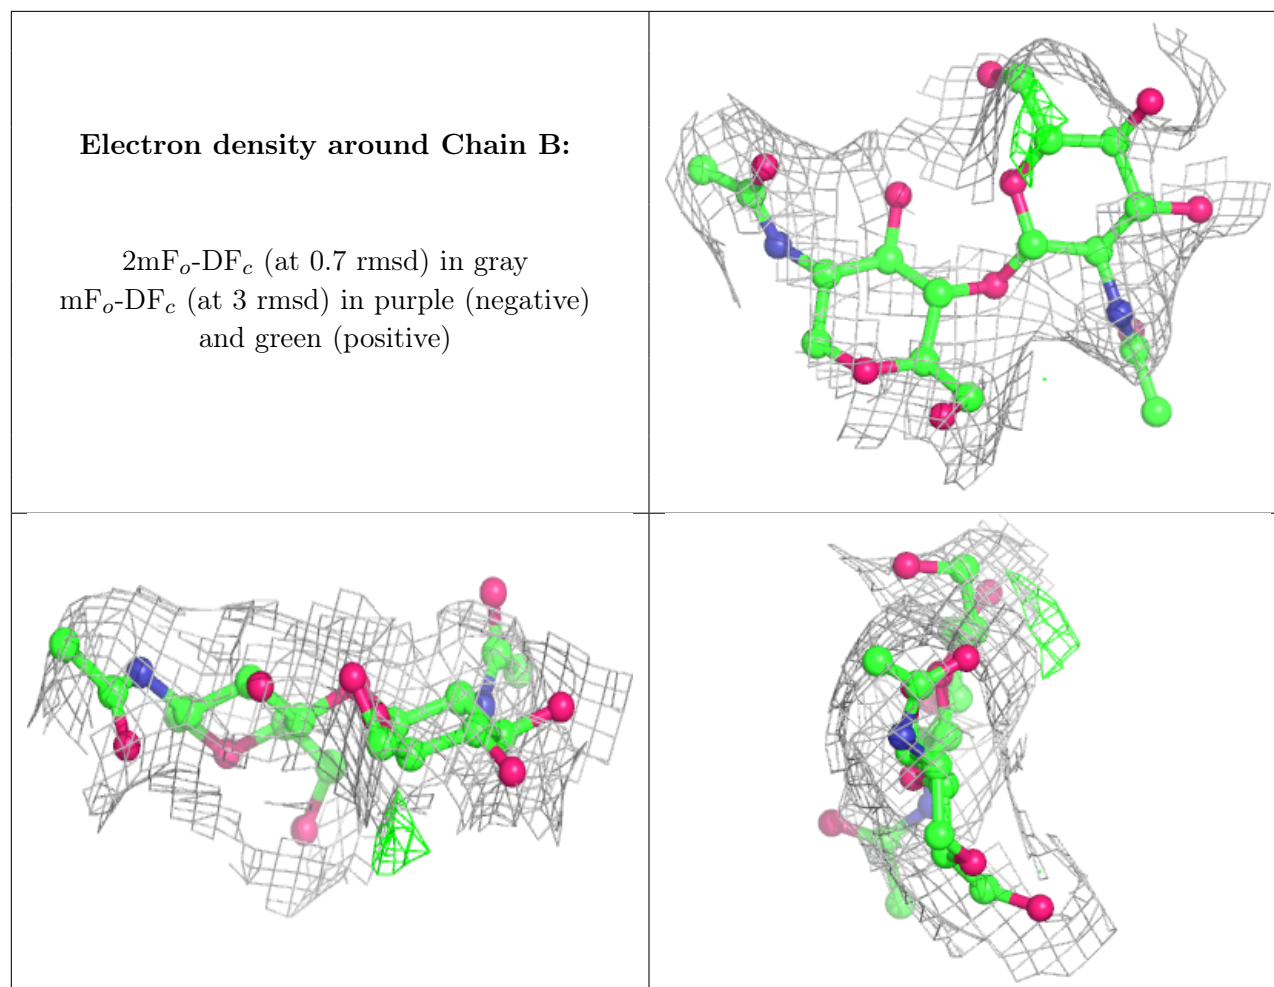 Electron density around Chain B:
2mFₒ-DF𝒸 (at 0.7 rmsd) in gray
mFₒ-DF𝒸 (at 3 rmsd) in purple (negative)
and green (positive)